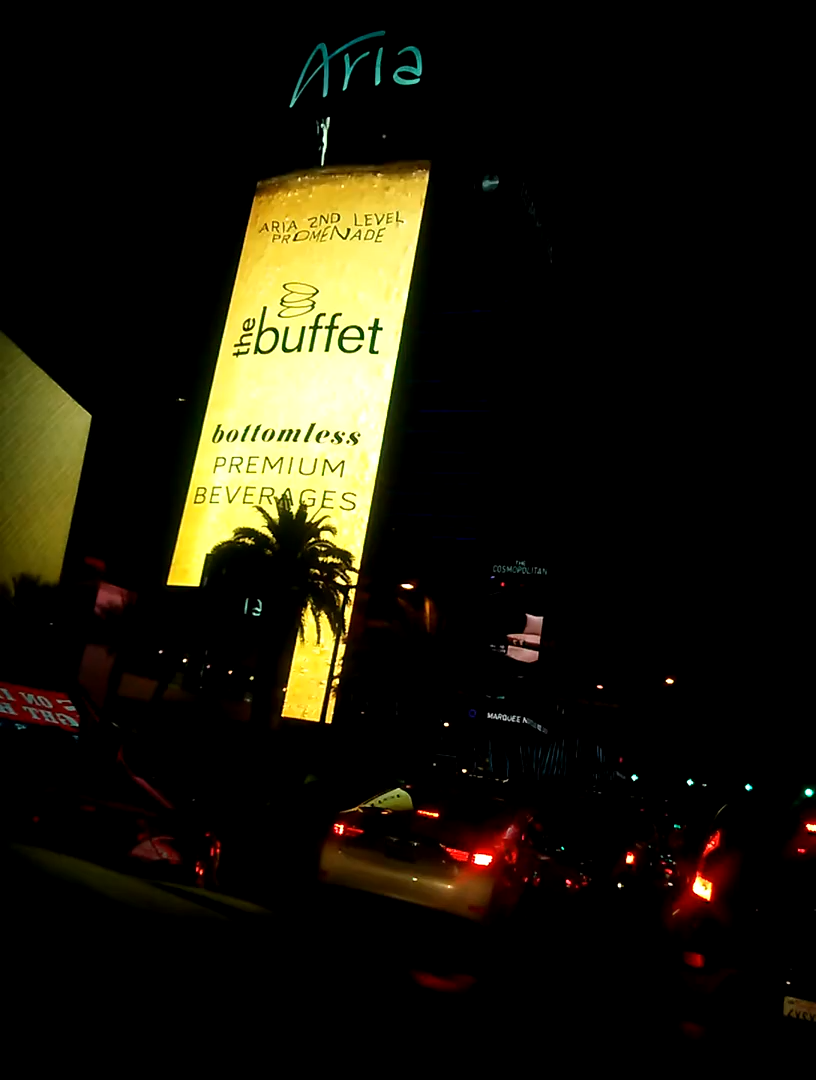 Aria
ARIA 2ND LEVEL
PROMENADE
the buffet
bottomless
PREMIUM
BEVERAGES
THE
COSMOPOLITAN
MARQUEE